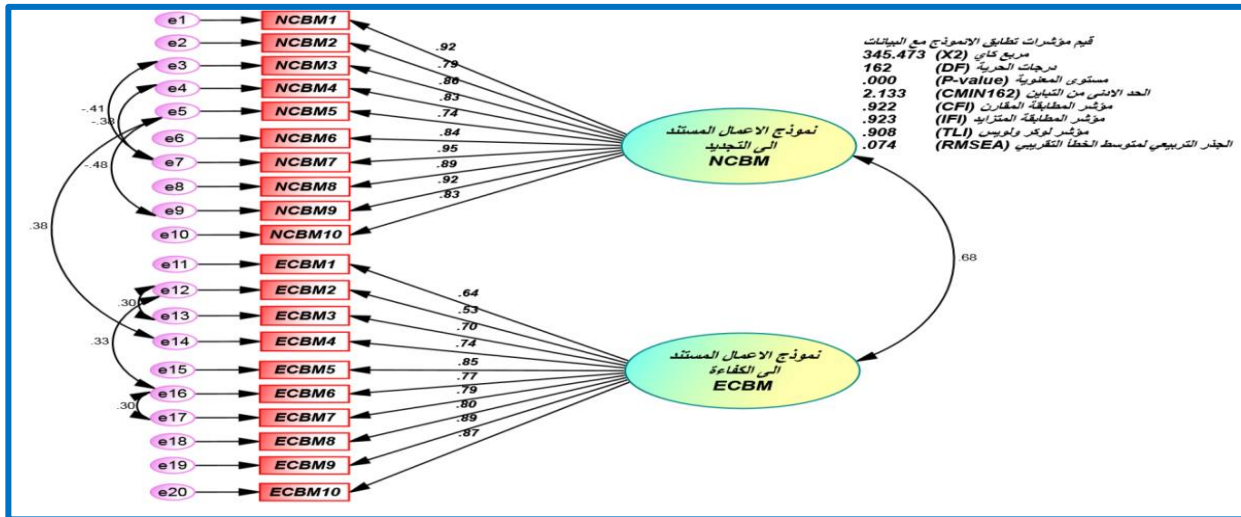 e1 NCBM1
e2 NCBM2
e3 NCBM3
e4 NCBM4
e5 NCBM5
e6 NCBM6
e7 NCBM7
e8 NCBM8
e9 NCBM9
e10 NCBM10
e11 ECBM1
e12 ECBM2
e13 ECBM3
e14 ECBM4
e15 ECBM5
e16 ECBM6
e17 ECBM7
e18 ECBM8
e19 ECBM9
e20 ECBM10
-.41
-.38
-.48
.38
.30
.33
.30
.92
.79
.86
.83
.74
.84
.95
.89
.92
.83
.64
.53
.70
.74
.85
.77
.79
.80
.89
.87
نموذج الاعمال المستند
الى التجديد
NCBM
نموذج الاعمال المستند
الى الكفاءة
ECBM
.68
قيم مؤشرات تطابق الانموذج مع البيانات
مربع كاي (X2) 345.473
درجات الحرية (DF) 162
مستوى المعنوية (P-value) .000
الحد الادنى من التباين (CMIN162) 2.133
مؤشر المطابقة المقارن (CFI) .922
مؤشر المطابقة المتزايد (IFI) .923
مؤشر لوكر ولويس (TLI) .908
الجذر التربيعي لمتوسط الخطأ التقريبي (RMSEA) .074